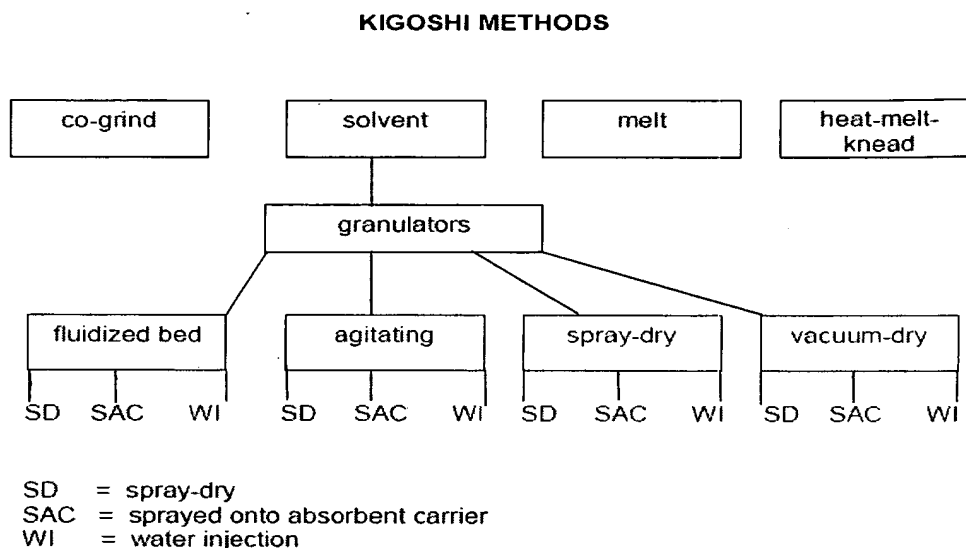 KIGOSHI METHODS
co-grind
solvent
melt
heat-melt-
knead
granulators
fluidized bed
agitating
spray-dry
vacuum-dry
SD SAC WI SD SAC WI SD SAC WI SD SAC WI
SD = spray-dry
SAC = sprayed onto absorbent carrier
WI = water injection